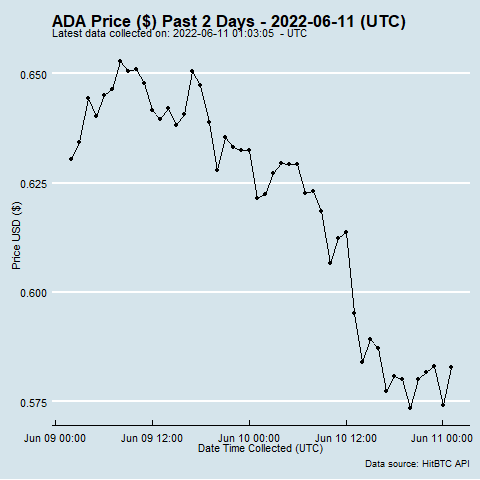 ADA Price ($) Past 2 Days - 2022-06-11 (UTC)
Latest data collected on: 2022-06-11 01:03:05  - UTC
0.650
0.625
0.600
0.575
Price USD ($)
Jun 09 00:00 Jun 09 12:00 Jun 10 00:00 Jun 10 12:00 Jun 11 00:00
Date Time Collected (UTC)
Data source: HitBTC API